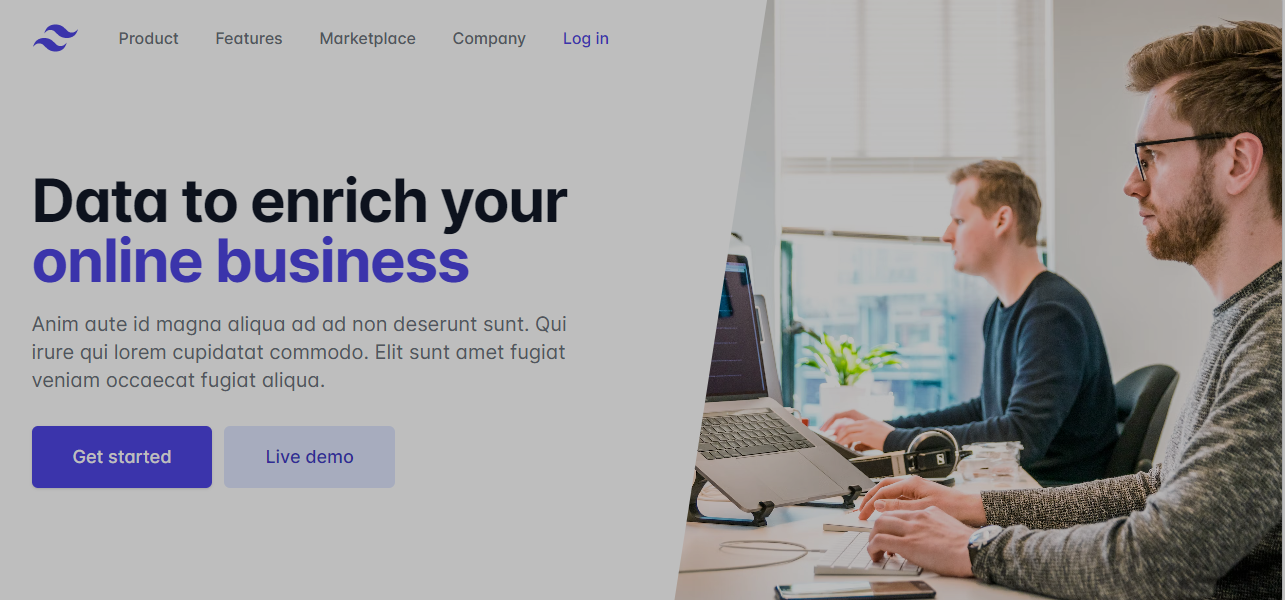 Product
Features
Marketplace
Company
Log in
Data to enrich your
online business
Anim aute id magna aliqua ad ad non deserunt sunt. Qui
irure qui lorem cupidatat commodo. Elit sunt amet fugiat
veniam occaecat fugiat aliqua.
Get started
Live demo